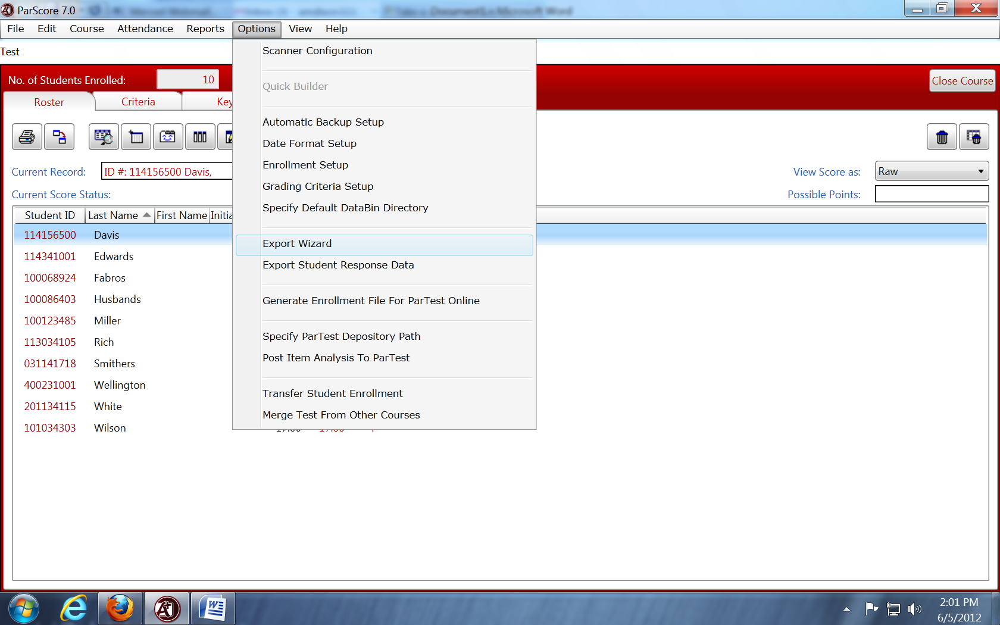 ParScore 7.0
File Edit Course Attendance Reports Options View Help
Test
No. of Students Enrolled: 10
Close Course
Roster Criteria Key
Scanner Configuration
Quick Builder
Automatic Backup Setup
Date Format Setup
Enrollment Setup
Grading Criteria Setup
Specify Default DataBin Directory
Export Wizard
Export Student Response Data
Generate Enrollment File For ParTest Online
Specify ParTest Depository Path
Post Item Analysis To ParTest
Transfer Student Enrollment
Merge Test From Other Courses
Current Record: ID #: 114156500 Davis,
View Score as: Raw
Current Score Status:
Possible Points:
Student ID Last Name First Name Initia
114156500 Davis
114341001 Edwards
100068924 Fabros
100086403 Husbands
100123485 Miller
113034105 Rich
031141718 Smithers
400231001 Wellington
201134115 White
101034303 Wilson 17.00 17.00
2:01 PM
6/5/2012